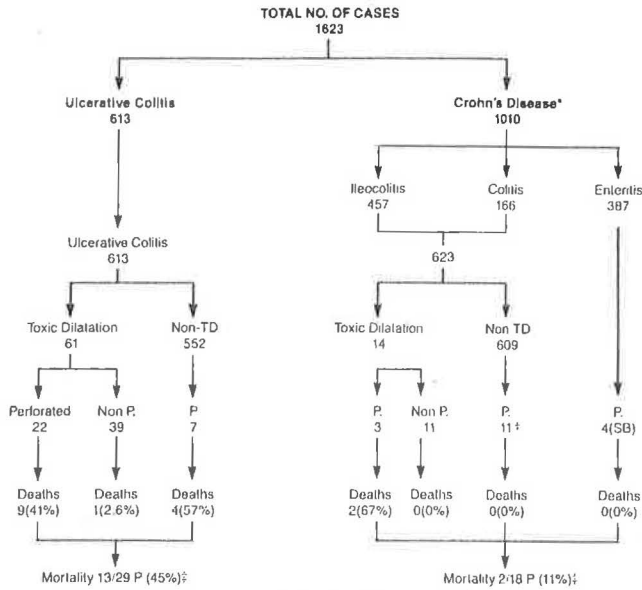 TOTAL NO. OF CASES
1623
Ulcerative Colitis
613
Crohn's Disease*
1010
Ileocolitis
457
Colitis
166
Enteritis
387
Ulcerative Colitis
613
623
Toxic Dilatation
61
Non-TD
552
Toxic Dilatation
14
Non TD
609
Perforated
22
Non P.
39
P
7
P.
3
Non P.
11
P.
11‡
P.
4(SB)
Deaths
9(41%)
Deaths
1(2.6%)
Deaths
4(57%)
Deaths
2(67%)
Deaths
0(0%)
Deaths
0(0%)
Deaths
0(0%)
Mortality 13/29 P (45%)‡
Mortality 2/18 P (11%)‡